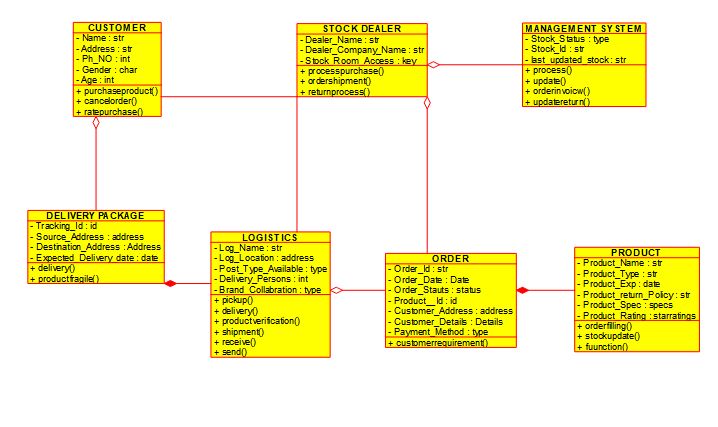 CUSTOMER
- Name : str
- Address : str
- Ph_NO : int
- Gender : char
- Age : int
+ purchaseproduct()
+ cancelorder()
+ ratepurchase()
STOCK DEALER
- Dealer_Name : str
- Dealer_Company_Name : str
- Stock_Room_Access : key
+ processpurchase()
+ ordershipment()
+ returnprocess()
MANAGEMENT SYSTEM
- Stock_Status : type
- Stock_Id : str
- last_updated_stock : str
+ process()
+ update()
+ orderinvoicw()
+ updatereturn()
DELIVERY PACKAGE
- Tracking_Id : id
- Source_Address : address
- Destination_Address : Address
- Expected_Delivery_date : date
+ delivery()
+ productfragile()
LOGISTICS
- Log_Name : str
- Log_Location : address
- Post_Type_Available : type
- Delivery_Persons : int
- Brand_Collabration : type
+ pickup()
+ delivery()
+ productverification()
+ shipment()
+ receive()
+ send()
ORDER
- Order_Id : str
- Order_Date : Date
- Order_Stauts : status
- Product__Id : id
- Customer_Address : address
- Customer_Details : Details
- Payment_Method : type
+ customerrequirement()
PRODUCT
- Product_Name : str
- Product_Type : str
- Product_Exp : date
- Product_return_Policy : str
- Product_Spec : specs
- Product_Rating : starratings
+ orderfilling()
+ stockupdate()
+ fuunction()